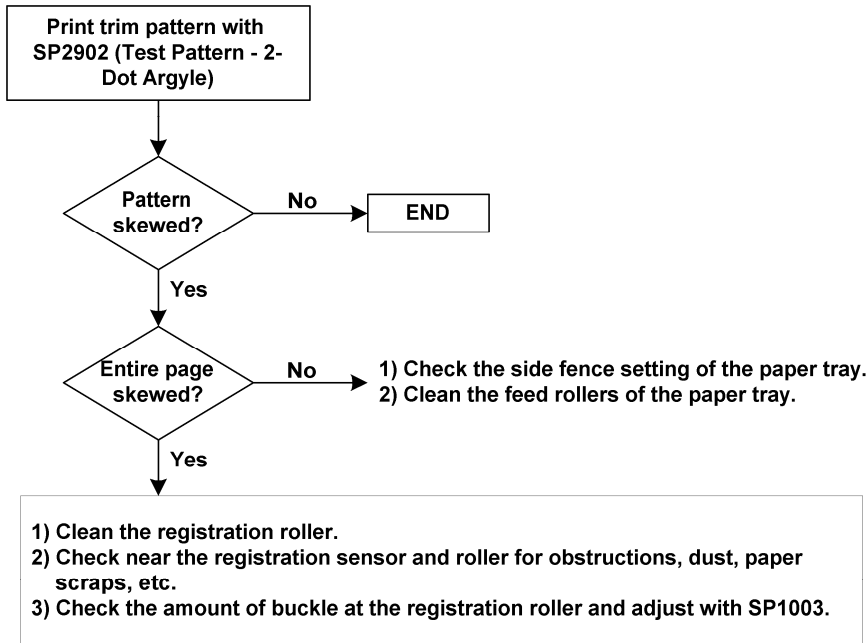 Print trim pattern with
SP2902 (Test Pattern - 2-
Dot Argyle)
Pattern
skewed?
No
END
Yes
Entire page
skewed?
No
1) Check the side fence setting of the paper tray.
2) Clean the feed rollers of the paper tray.
Yes
1) Clean the registration roller.
2) Check near the registration sensor and roller for obstructions, dust, paper
scraps, etc.
3) Check the amount of buckle at the registration roller and adjust with SP1003.